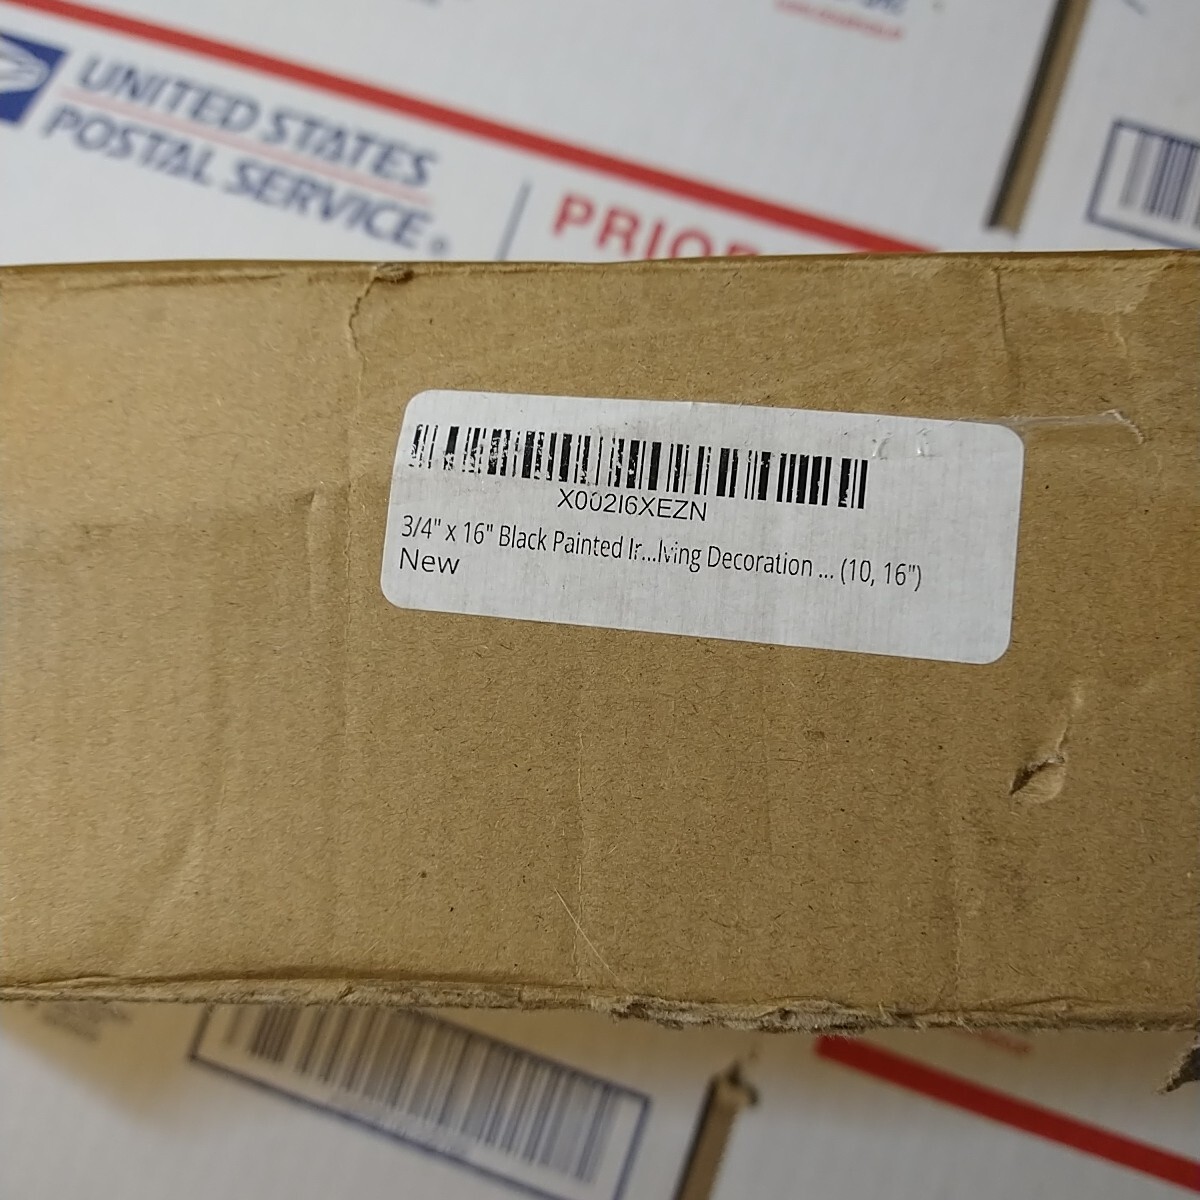 UNITED STATES
POSTAL SERVICE®
PRIOR
X002I6XEZN
3/4" x 16" Black Painted Ir...lving Decoration ... (10, 16")
New